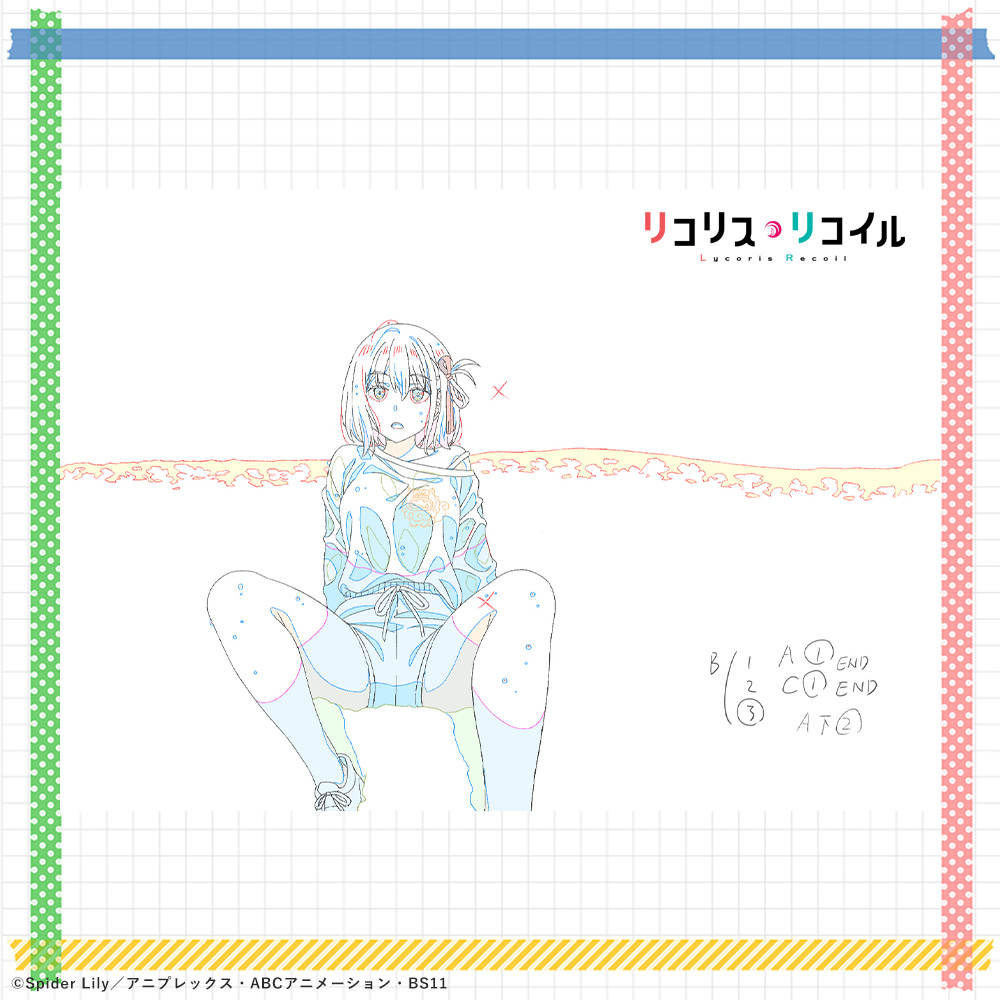 リコリス・リコイル
Lycoris Recoil
B 1 A ① END
2 C ① END
③ A下②
©Spider Lily／アニプレックス・ABCアニメーション・BS11